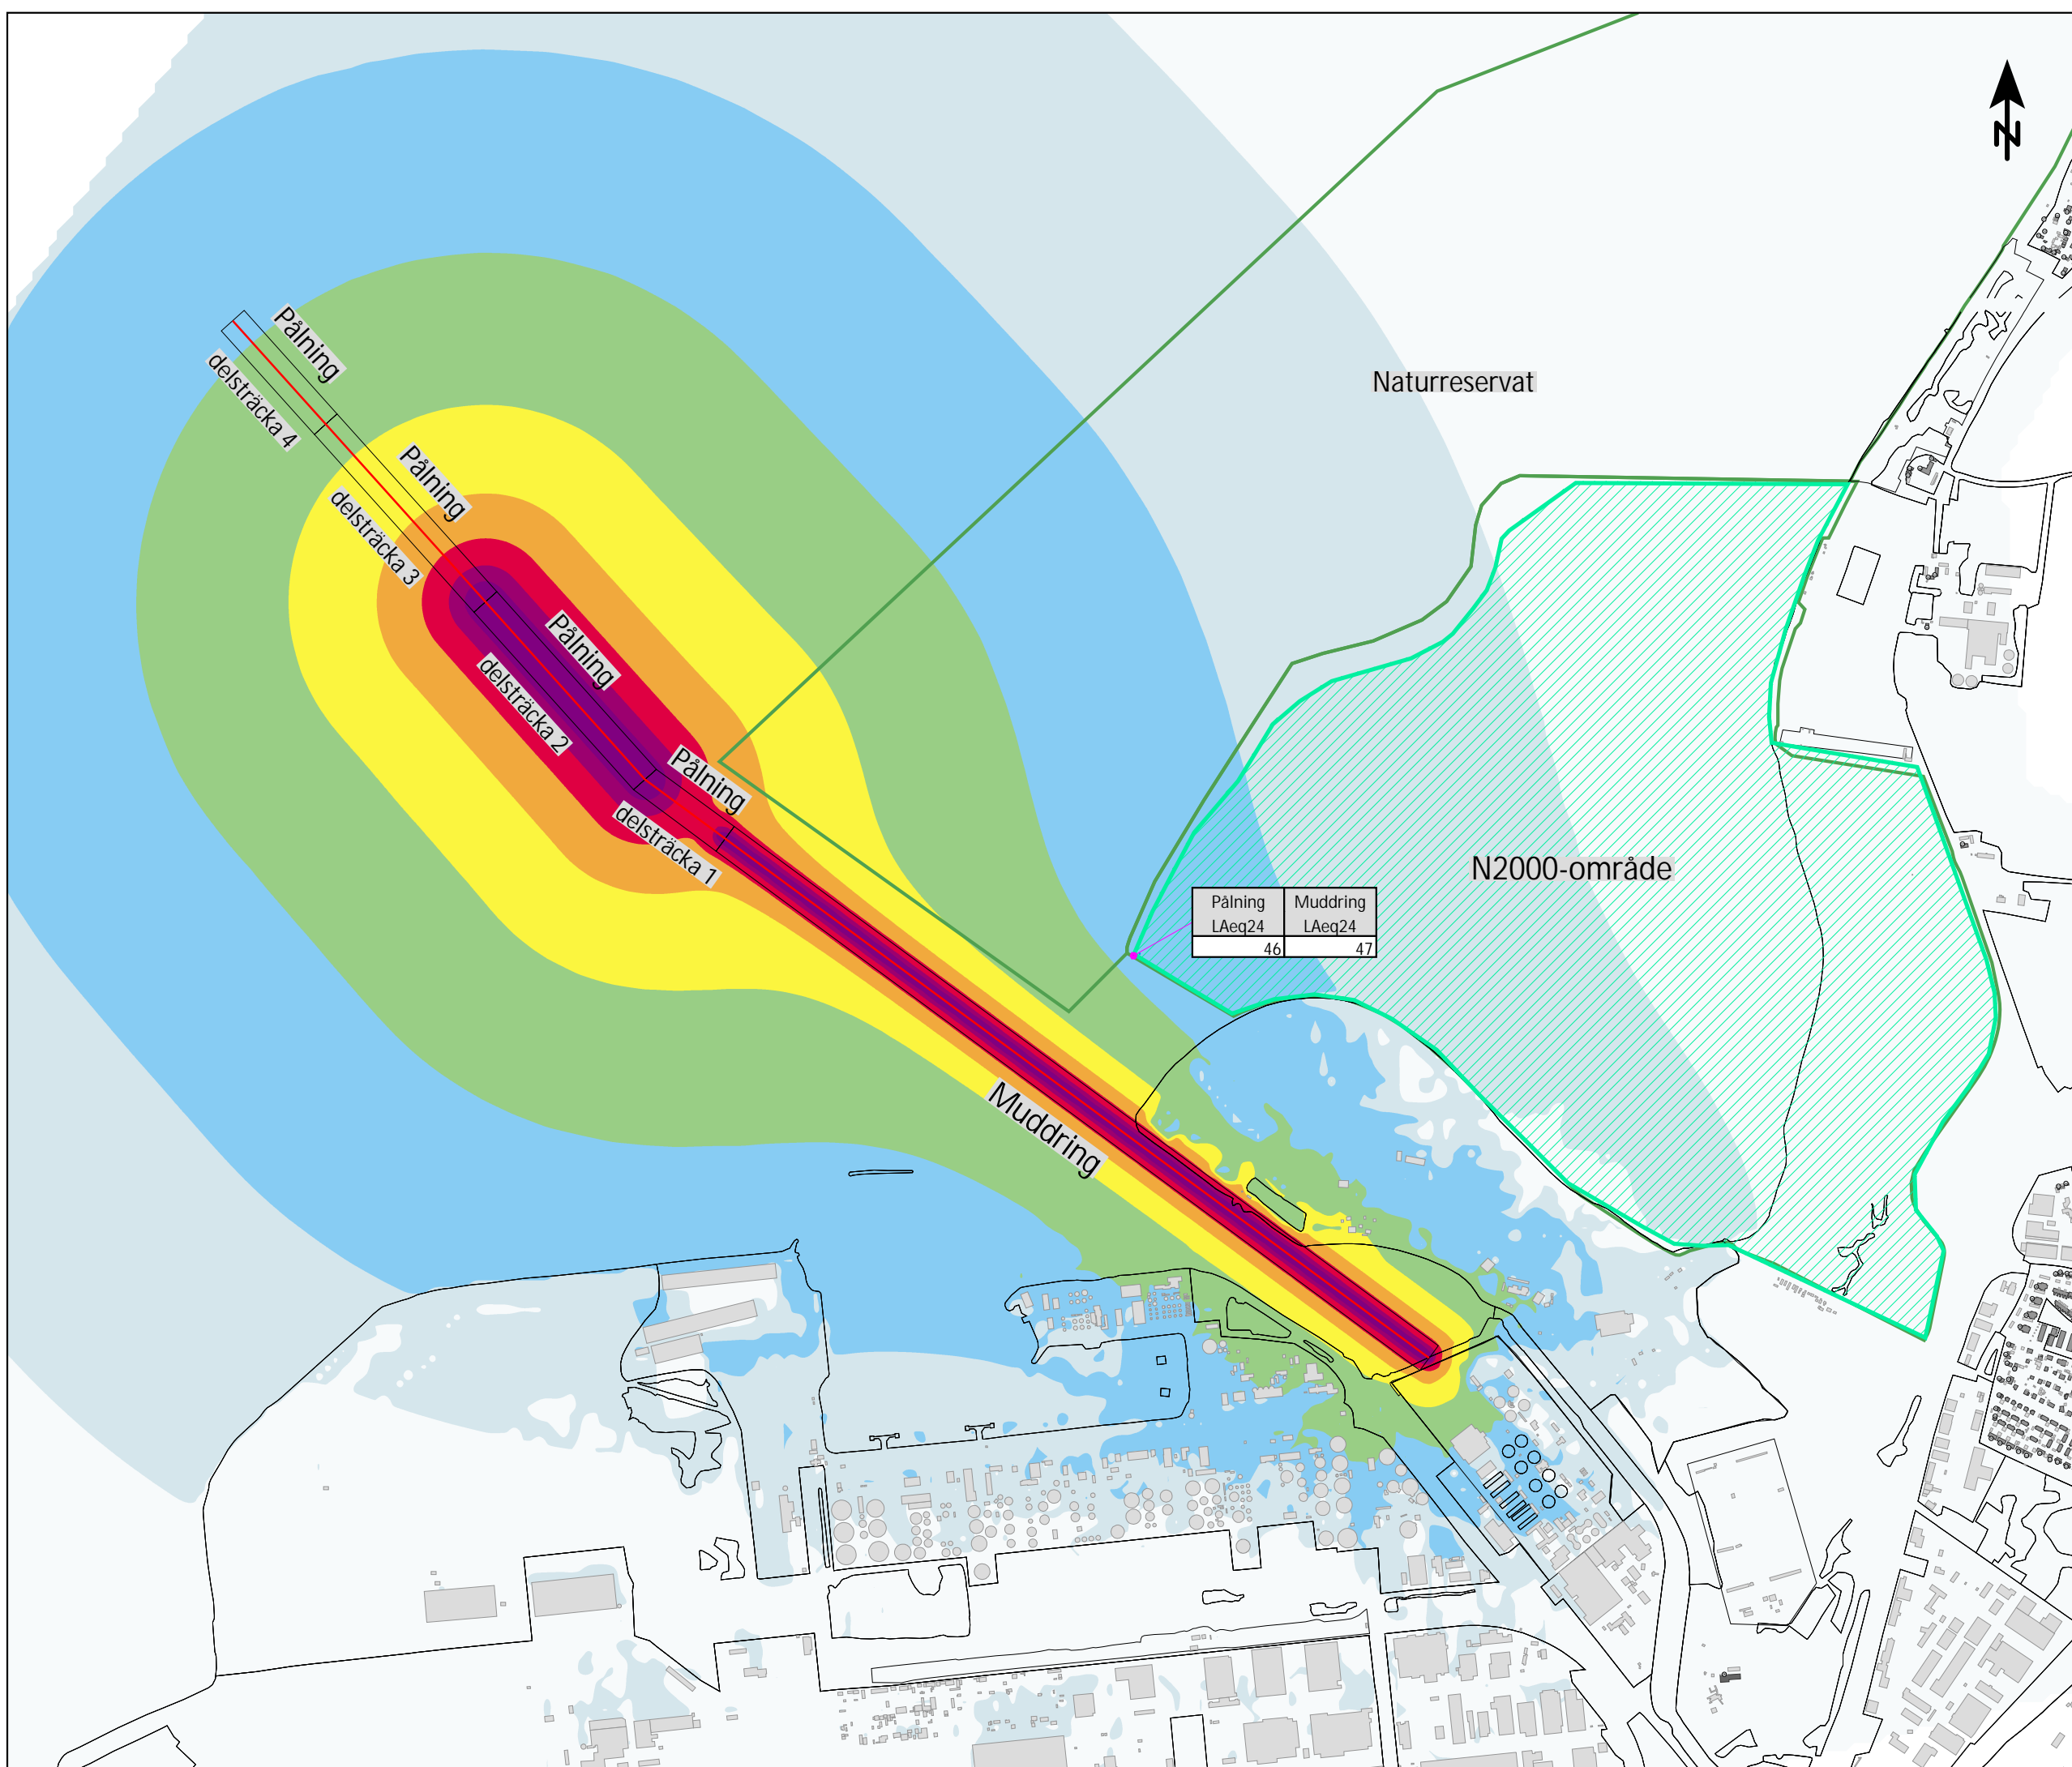 N
Pålning
delsträcka 4
Naturreservat
Pålning
delsträcka 3
Pålning
delsträcka 2
Pålning
delsträcka 1
N2000-område
Pålning Muddring
LAeq24 LAeq24
46 47
Muddring